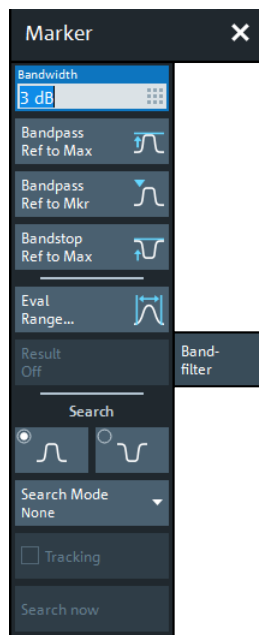 Marker
Bandwidth
3 dB
Bandpass
Ref to Max
Bandpass
Ref to Mkr
Bandstop
Ref to Max
Eval
Range...
Result
Off
Band-
filter
Search
Search Mode
None
Tracking
Search now